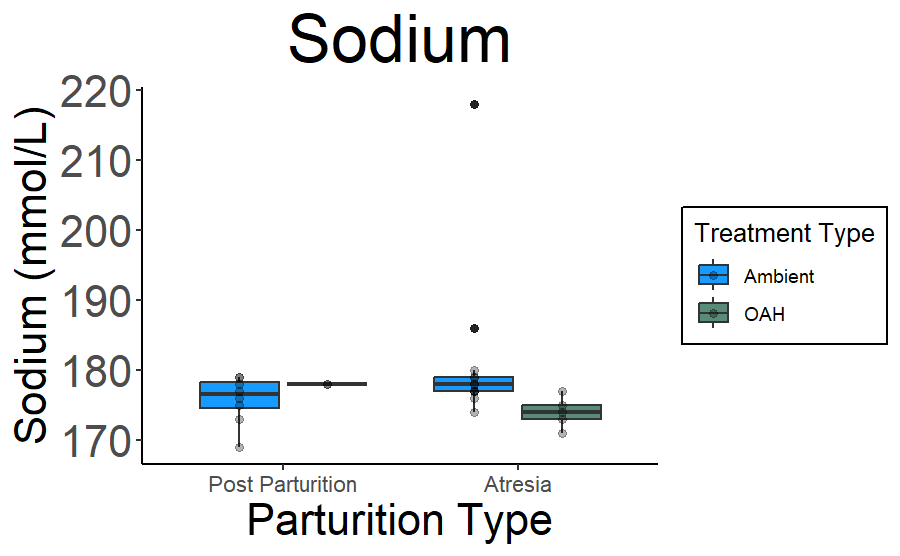 Sodium
Sodium (mmol/L)
220
210
200
190
180
170
Post Parturition
Atresia
Parturition Type
Treatment Type
Ambient
OAH